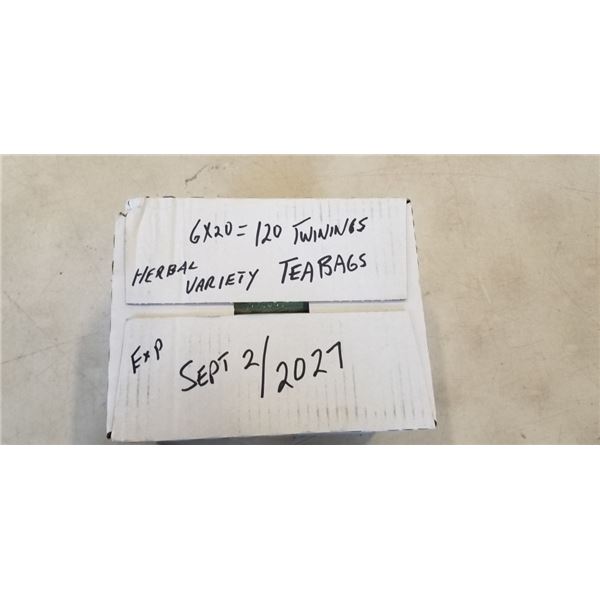 6X20 = 120 TWININGS
HERBAL VARIETY TEABAGS
EXP SEPT 2/2027